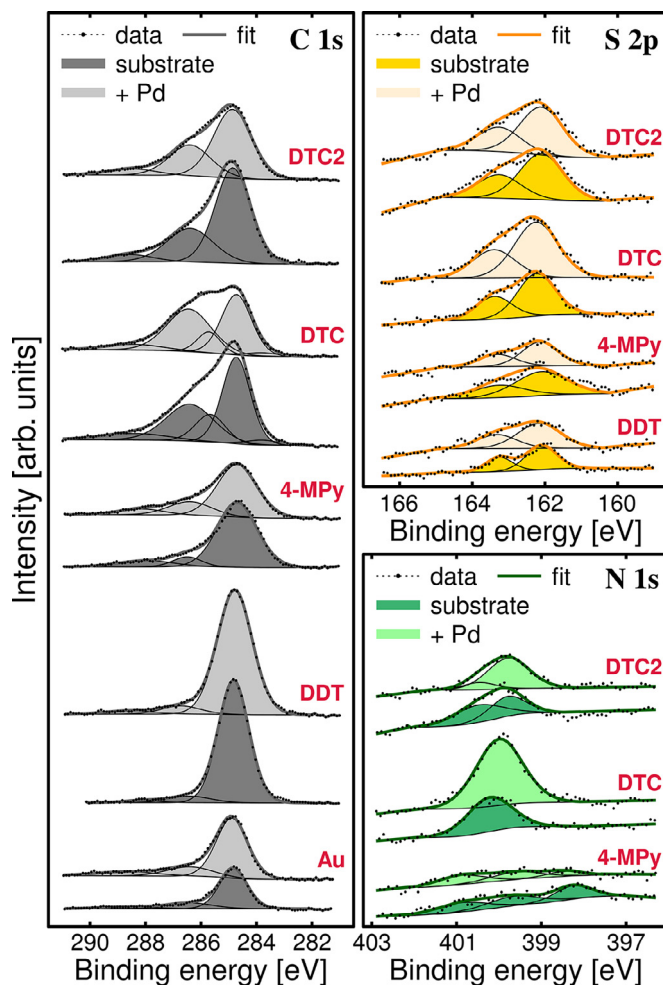 C 1s
data fit
substrate
+ Pd
DTC2
DTC
4-MPy
DDT
Au
Intensity [arb. units]
290 288 286 284 282
Binding energy [eV]
S 2p
data fit
substrate
+ Pd
DTC2
DTC
4-MPy
DDT
166 164 162 160
Binding energy [eV]
N 1s
data fit
substrate
+ Pd
DTC2
DTC
4-MPy
403 401 399 397
Binding energy [eV]